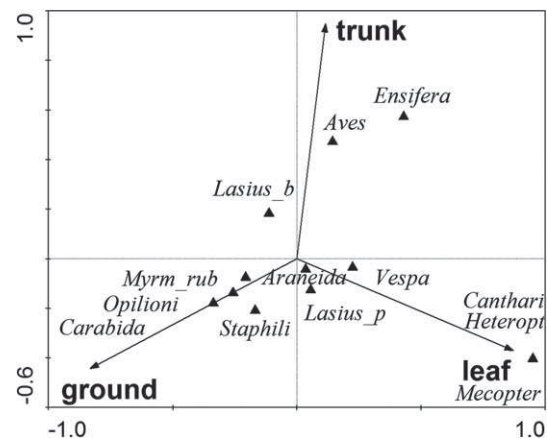 1.0
trunk
Ensifera
Aves
Lasius_b
Myrm_rub
Araneida
Vespa
Opilioni
Lasius_p
Canthari
Carabida
Staphili
Heteropt
ground
leaf
Mecopter
-0.6
-1.0
1.0